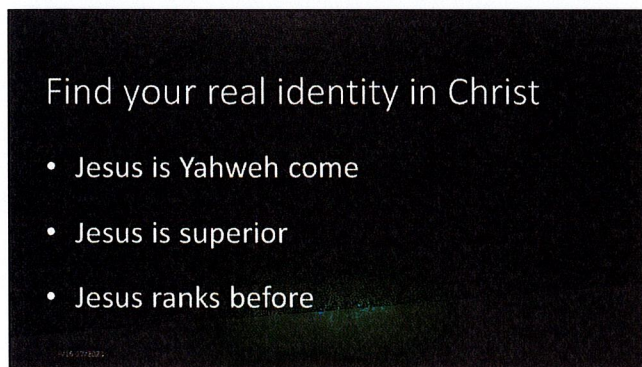 Find your real identity in Christ
• Jesus is Yahweh come
• Jesus is superior
• Jesus ranks before